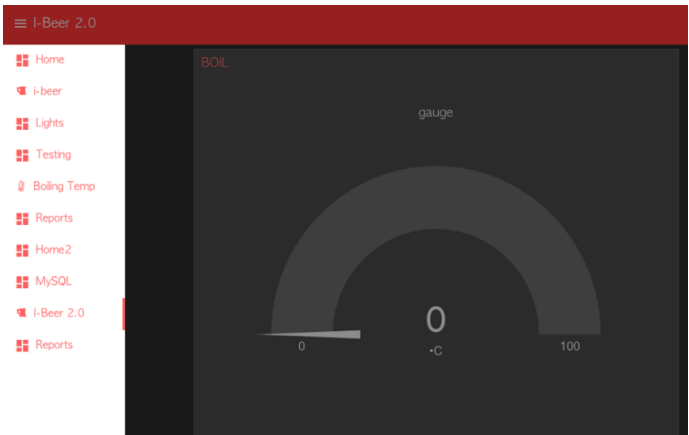 I-Beer 2.0
Home
i-beer
Lights
Testing
Boiling Temp
Reports
Home2
MySQL
I-Beer 2.0
Reports
BOIL
gauge
0
•C
0
100